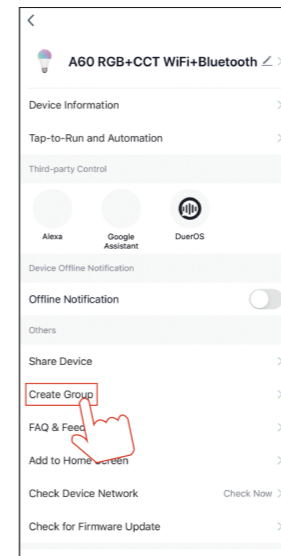 A60 RGB+CCT WiFi+Bluetooth
Device Information
Tap-to-Run and Automation
Third-party Control
Alexa
Google
Assistant
DuerOS
Device Offline Notification
Offline Notification
Others
Share Device
Create Group
FAQ & Feed
Add to Home Screen
Check Device Network
Check Now
Check for Firmware Update